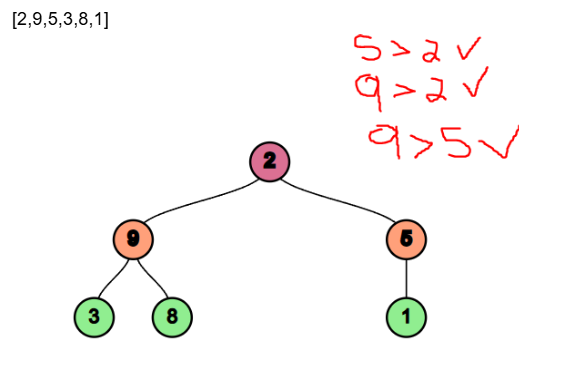 [2,9,5,3,8,1]
5 > 2 ✓
9 > 2 ✓
9 > 5 ✓
2
9 5
3 8 1